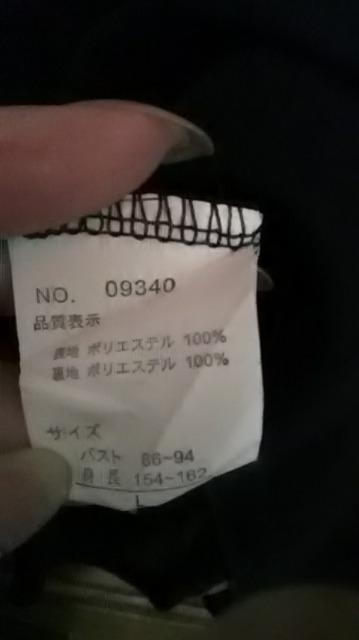 NO. 09340
品質表示
表地 ポリエステル 100%
裏地 ポリエステル 100%
サイズ
バスト 86~94
身長 154~162
L